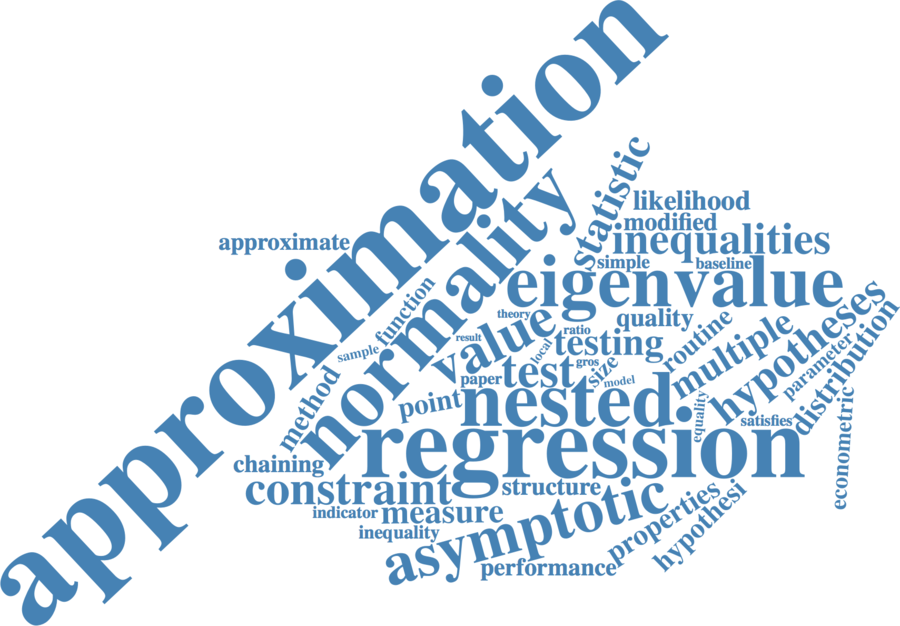 approximation
statistic
likelihood
modified
normality
inequalities
approximate
simple
baseline
eigenvalue
function
theory
quality
value
ratio
testing
routine
multiple
hypotheses
result
sample
local
gros
size
model
parameter
distribution
method
paper
test
point
nested
equality
satisfies
econometric
regression
chaining
constraint
structure
indicator
measure
asymptotic
properties
hypothesi
inequality
performance